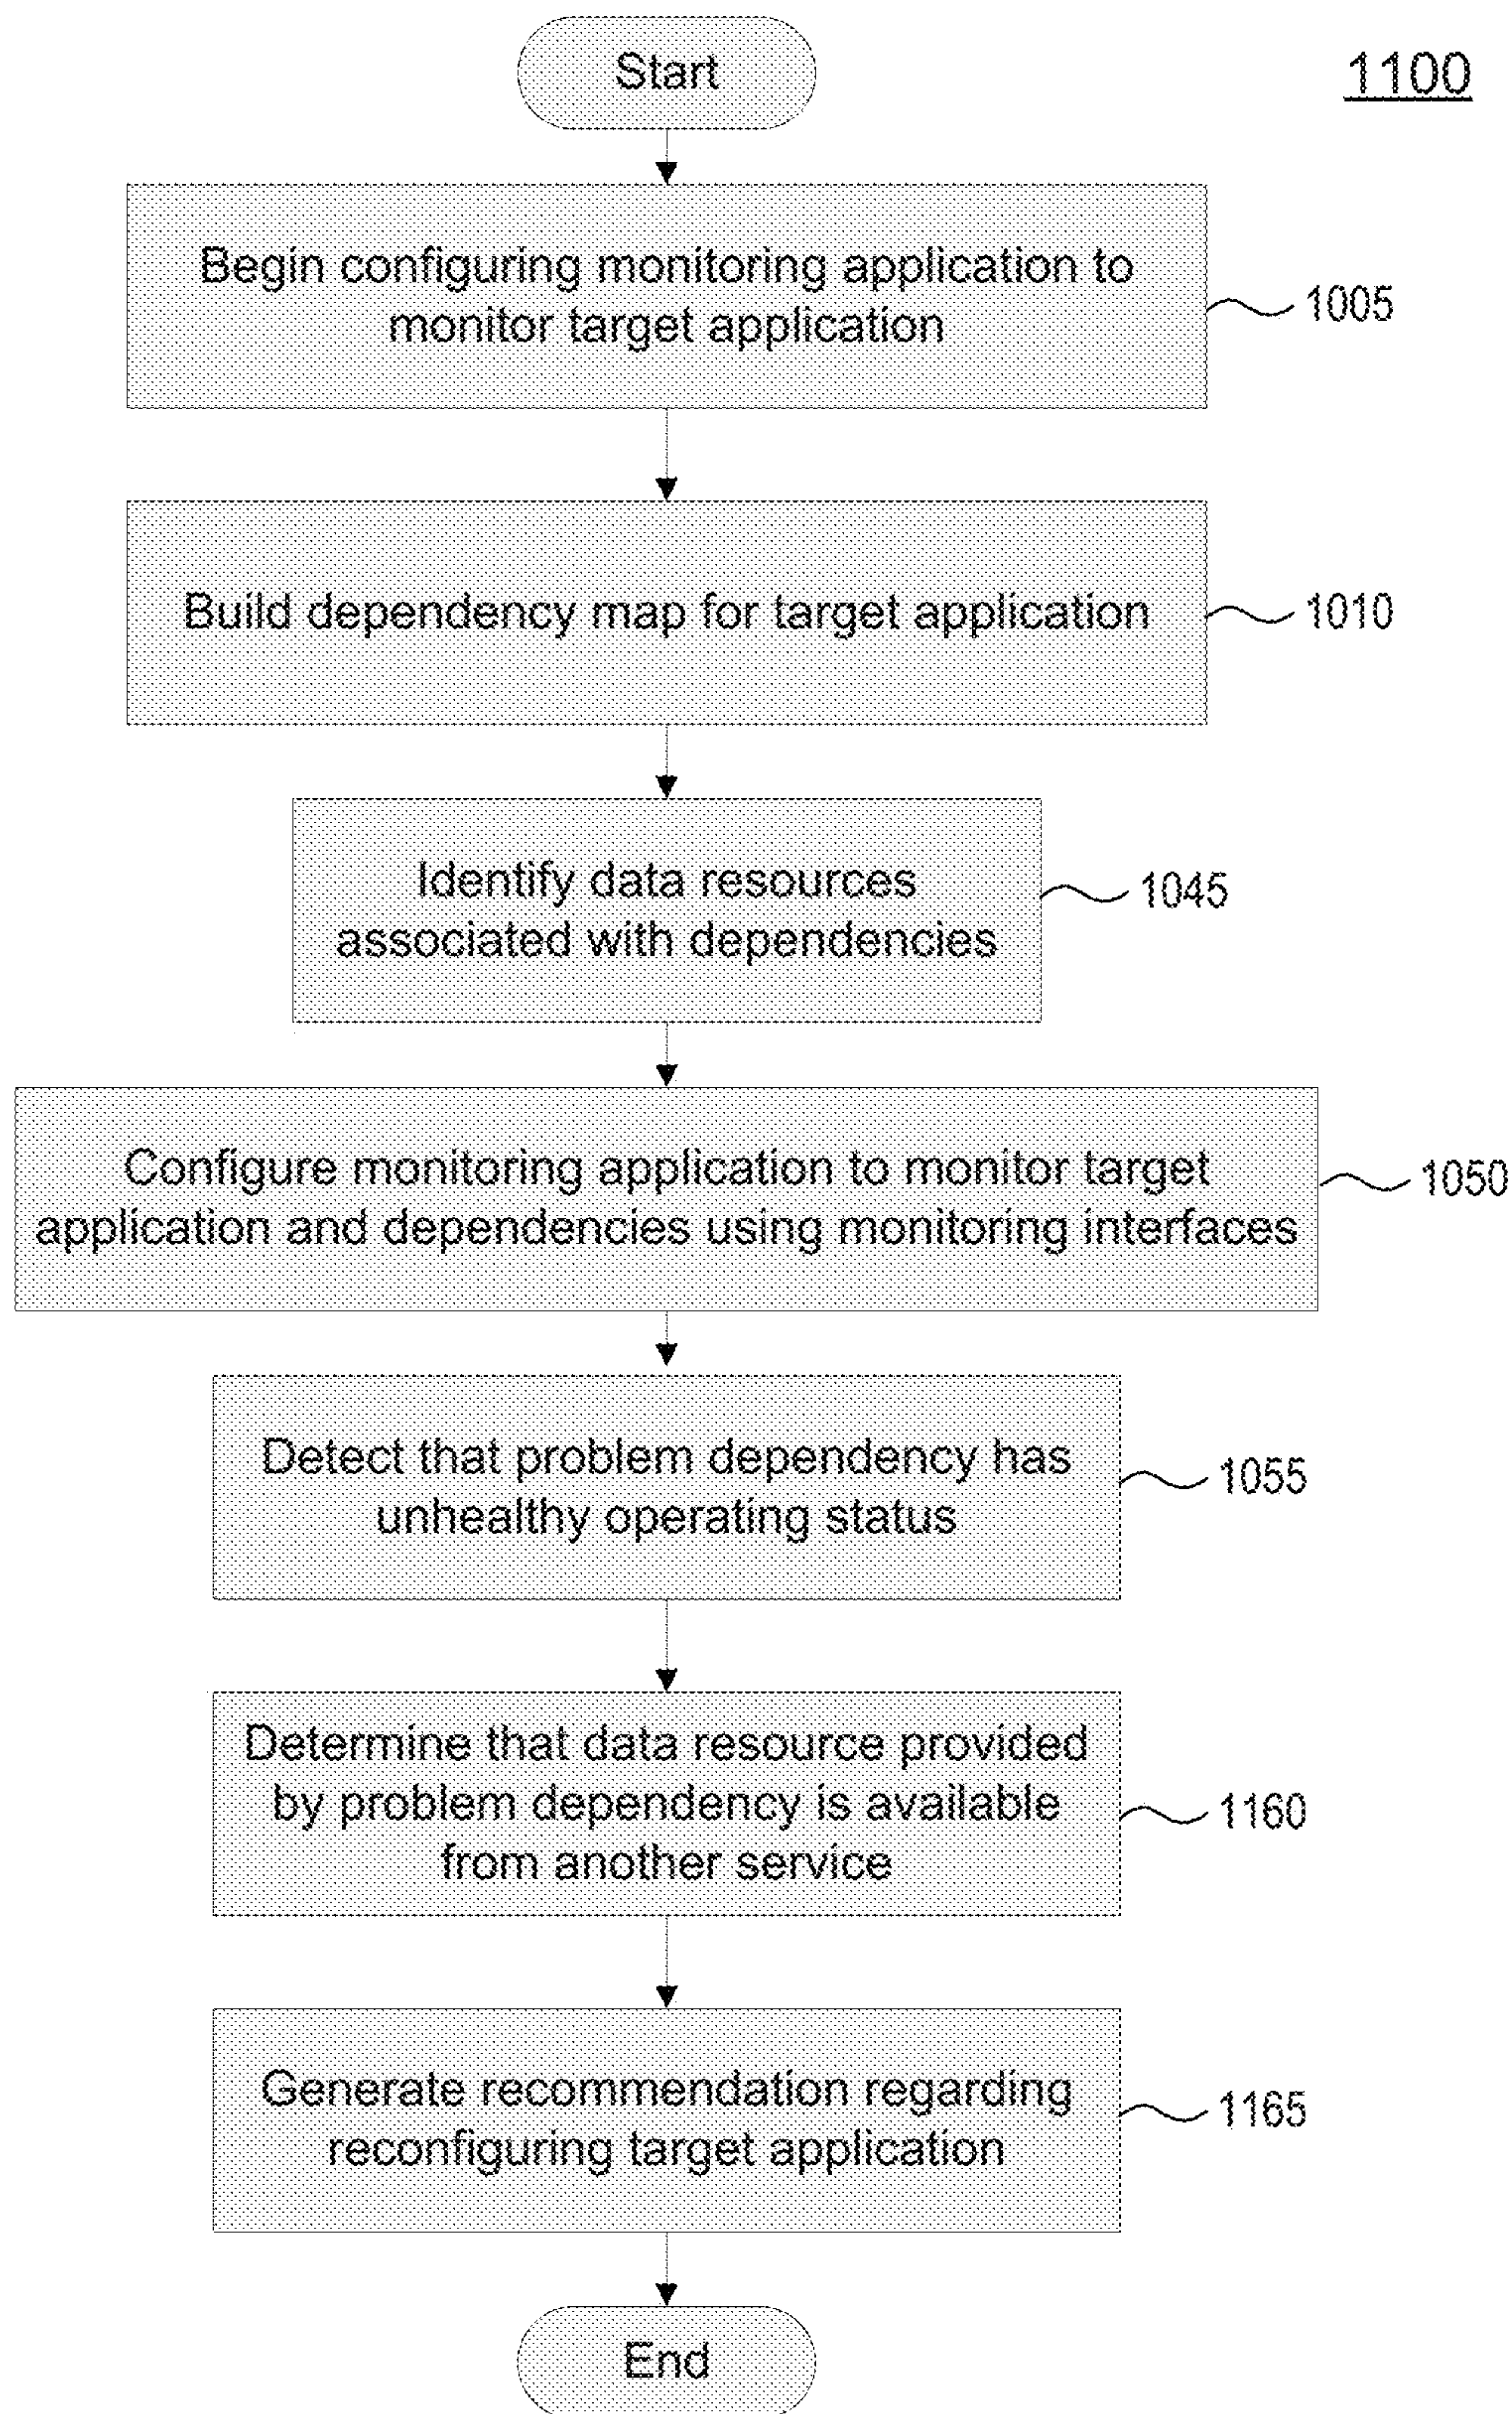 Start
1100
Begin configuring monitoring application to
monitor target application
1005
Build dependency map for target application
1010
Identify data resources
associated with dependencies
1045
Configure monitoring application to monitor target
application and dependencies using monitoring interfaces
1050
Detect that problem dependency has
unhealthy operating status
1055
Determine that data resource provided
by problem dependency is available
from another service
1160
Generate recommendation regarding
reconfiguring target application
1165
End